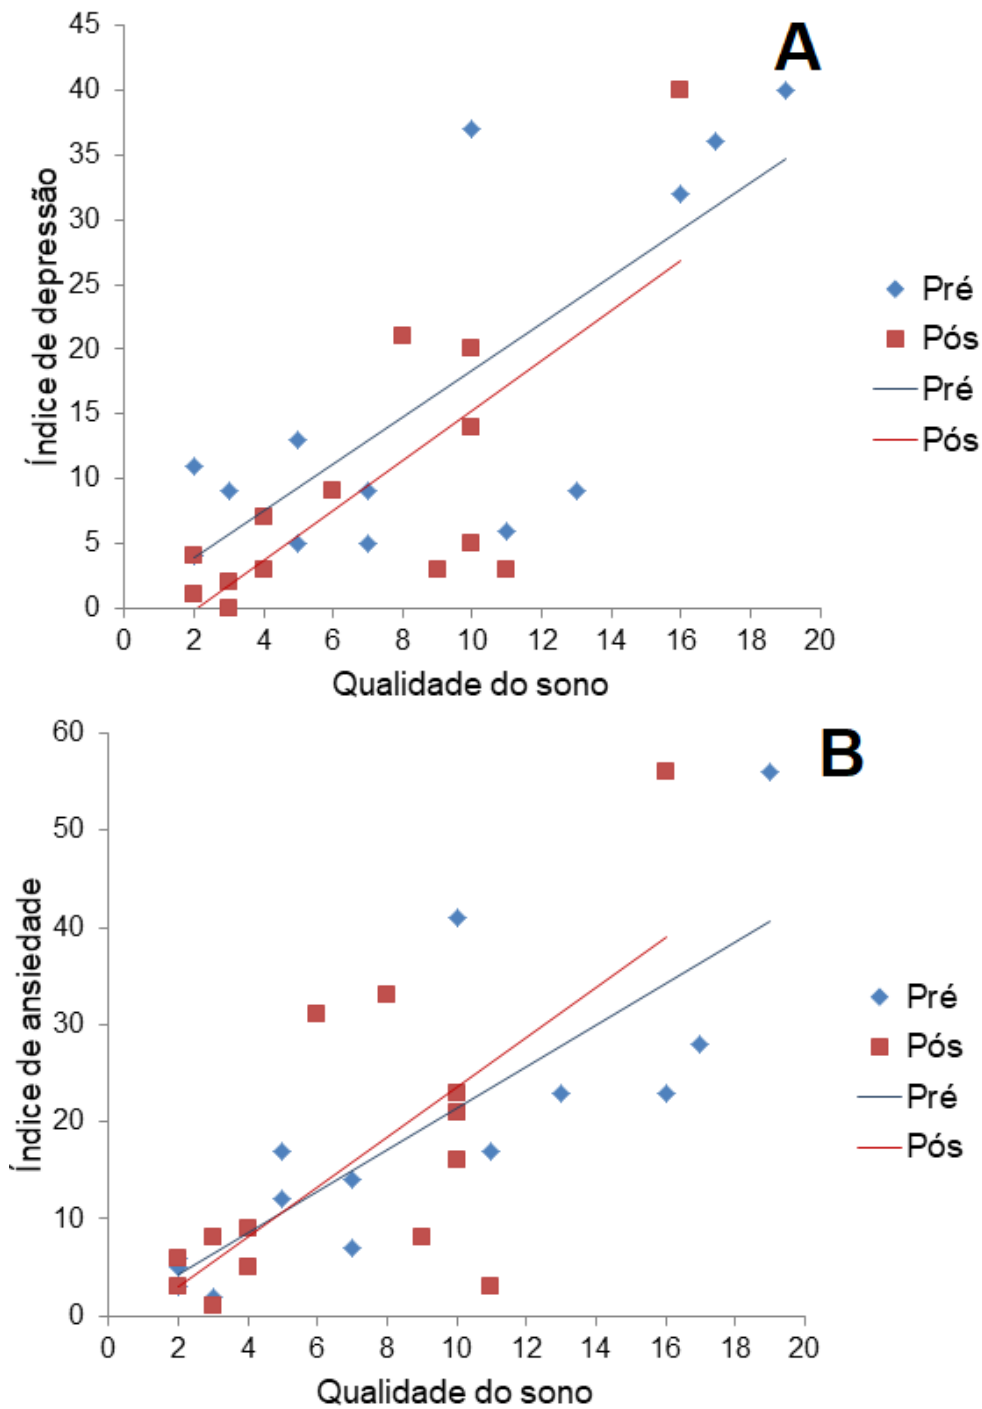 A
45
40
35
30
25
20
15
10
5
0
Índice de depressão
0 2 4 6 8 10 12 14 16 18 20
Qualidade do sono
Pré
Pós
Pré
Pós
B
60
50
40
30
20
10
0
Índice de ansiedade
0 2 4 6 8 10 12 14 16 18 20
Qualidade do sono
Pré
Pós
Pré
Pós